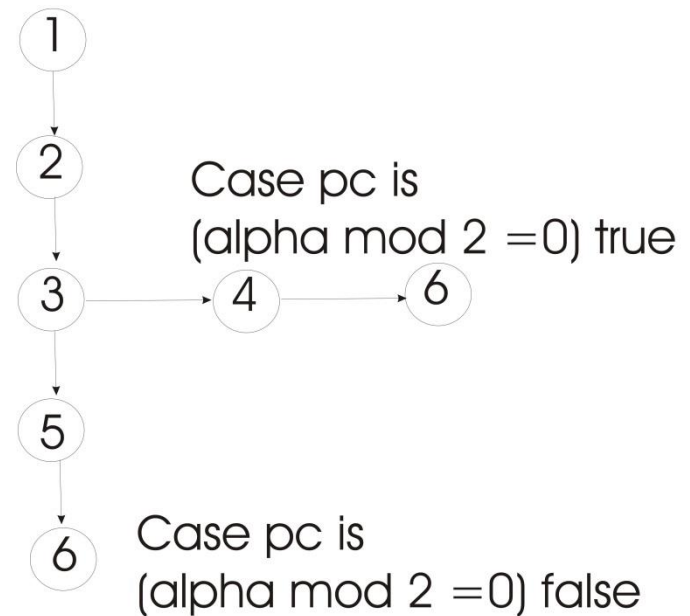 1
2
Case pc is
(alpha mod 2 =0) true
3
4
6
5
6
Case pc is
(alpha mod 2 =0) false